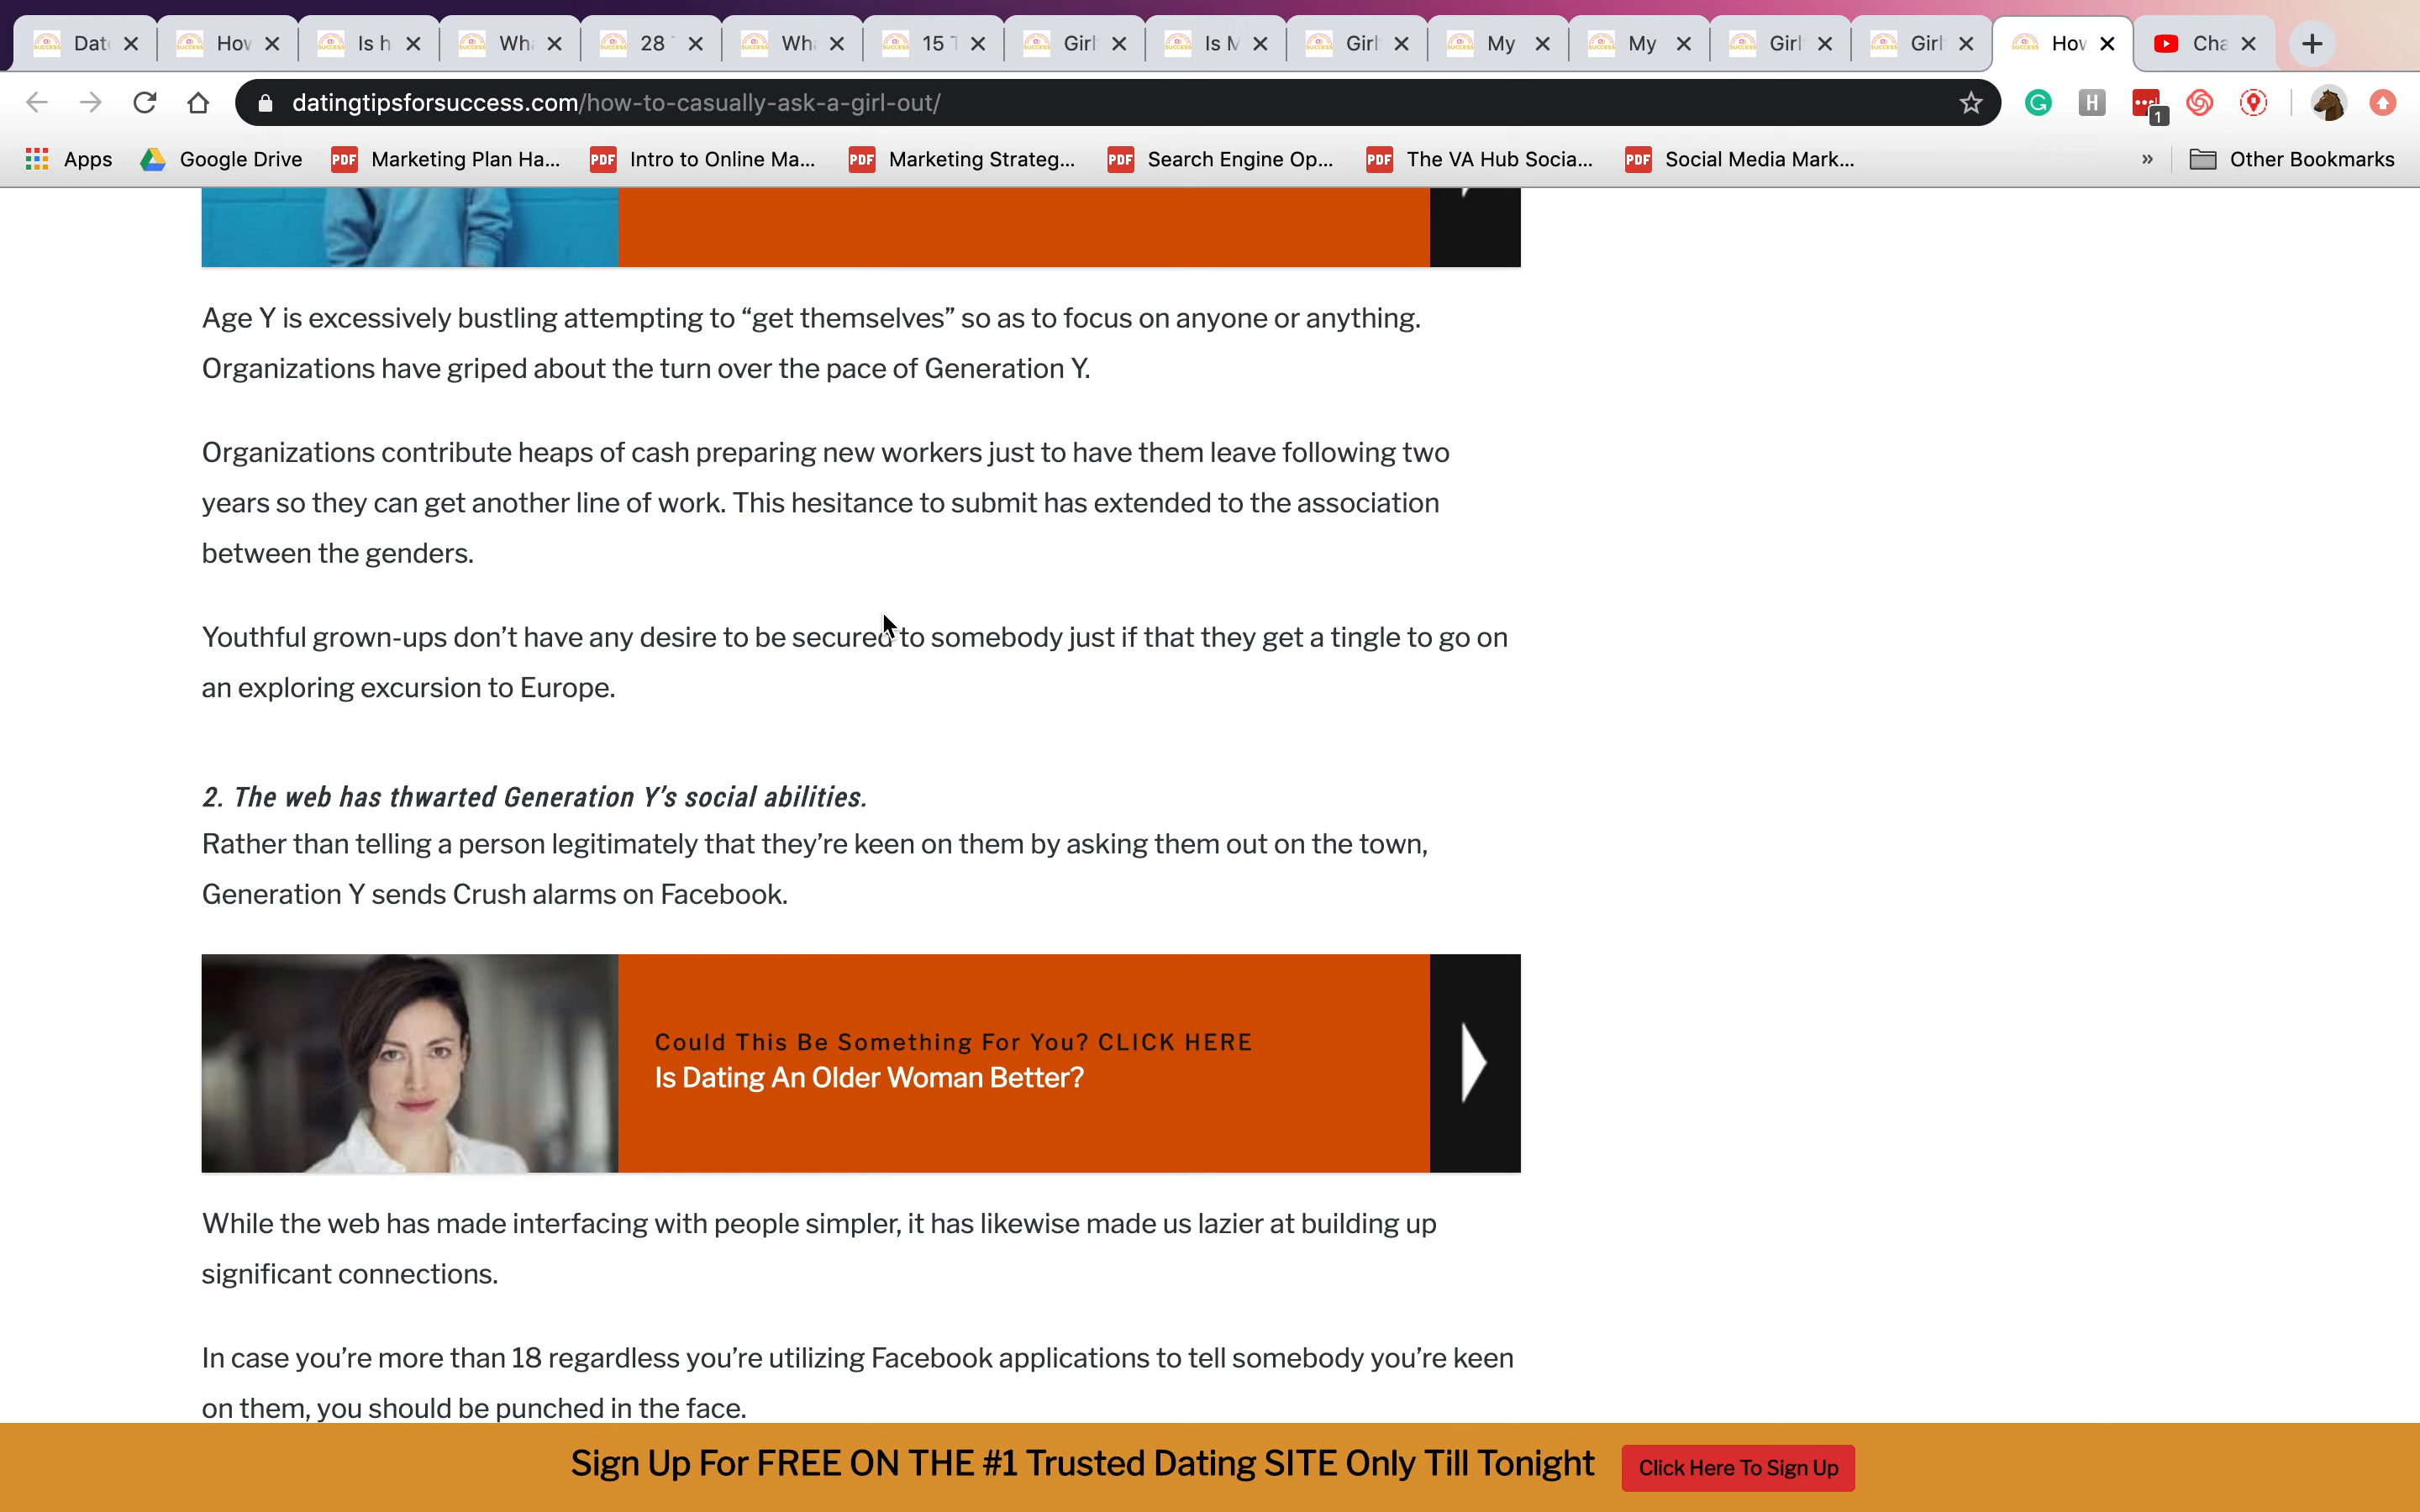 Dat
How
Is h
Wh
28
Wh
15
Girl
Is M
Girl
My
My
Girl
Girl
How
Cha
datingtipsforsuccess.com/how-to-casually-ask-a-girl-out/
1
Apps
Google Drive
PDF Marketing Plan Ha...
PDF Intro to Online Ma...
PDF Marketing Strateg...
PDF Search Engine Op...
PDF The VA Hub Socia...
PDF Social Media Mark...
»
Other Bookmarks
Age Y is excessively bustling attempting to “get themselves” so as to focus on anyone or anything.
Organizations have griped about the turn over the pace of Generation Y.
Organizations contribute heaps of cash preparing new workers just to have them leave following two
years so they can get another line of work. This hesitance to submit has extended to the association
between the genders.
Youthful grown-ups don’t have any desire to be secured to somebody just if that they get a tingle to go on
an exploring excursion to Europe.
2. The web has thwarted Generation Y’s social abilities.
Rather than telling a person legitimately that they’re keen on them by asking them out on the town,
Generation Y sends Crush alarms on Facebook.
Could This Be Something For You? CLICK HERE
Is Dating An Older Woman Better?
While the web has made interfacing with people simpler, it has likewise made us lazier at building up
significant connections.
In case you’re more than 18 regardless you’re utilizing Facebook applications to tell somebody you’re keen
on them, you should be punched in the face.
Sign Up For FREE ON THE #1 Trusted Dating SITE Only Till Tonight
Click Here To Sign Up